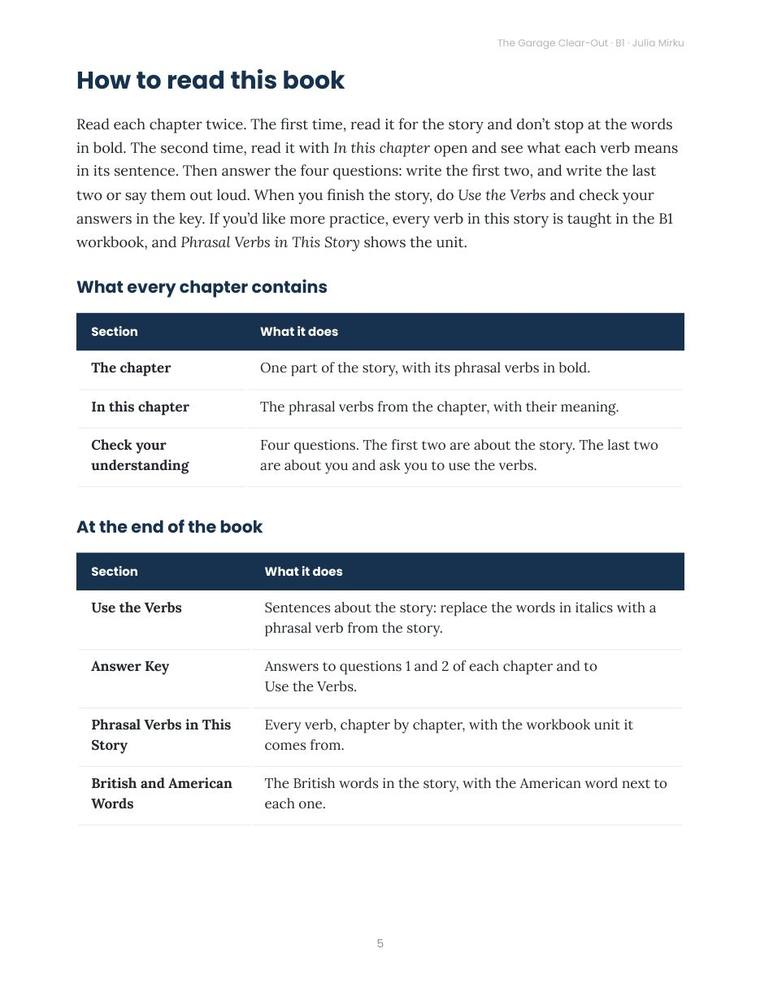 The Garage Clear-Out · B1 · Julia Mirku
How to read this book
Read each chapter twice. The first time, read it for the story and don’t stop at the words
in bold. The second time, read it with In this chapter open and see what each verb means
in its sentence. Then answer the four questions: write the first two, and write the last
two or say them out loud. When you finish the story, do Use the Verbs and check your
answers in the key. If you’d like more practice, every verb in this story is taught in the B1
workbook, and Phrasal Verbs in This Story shows the unit.
What every chapter contains
Section What it does
The chapter One part of the story, with its phrasal verbs in bold.
In this chapter The phrasal verbs from the chapter, with their meaning.
Check your
understanding
Four questions. The first two are about the story. The last two
are about you and ask you to use the verbs.
At the end of the book
Section What it does
Use the Verbs
Sentences about the story: replace the words in italics with a
phrasal verb from the story.
Answer Key
Answers to questions 1 and 2 of each chapter and to
Use the Verbs.
Phrasal Verbs in This
Story
Every verb, chapter by chapter, with the workbook unit it
comes from.
British and American
Words
The British words in the story, with the American word next to
each one.
5